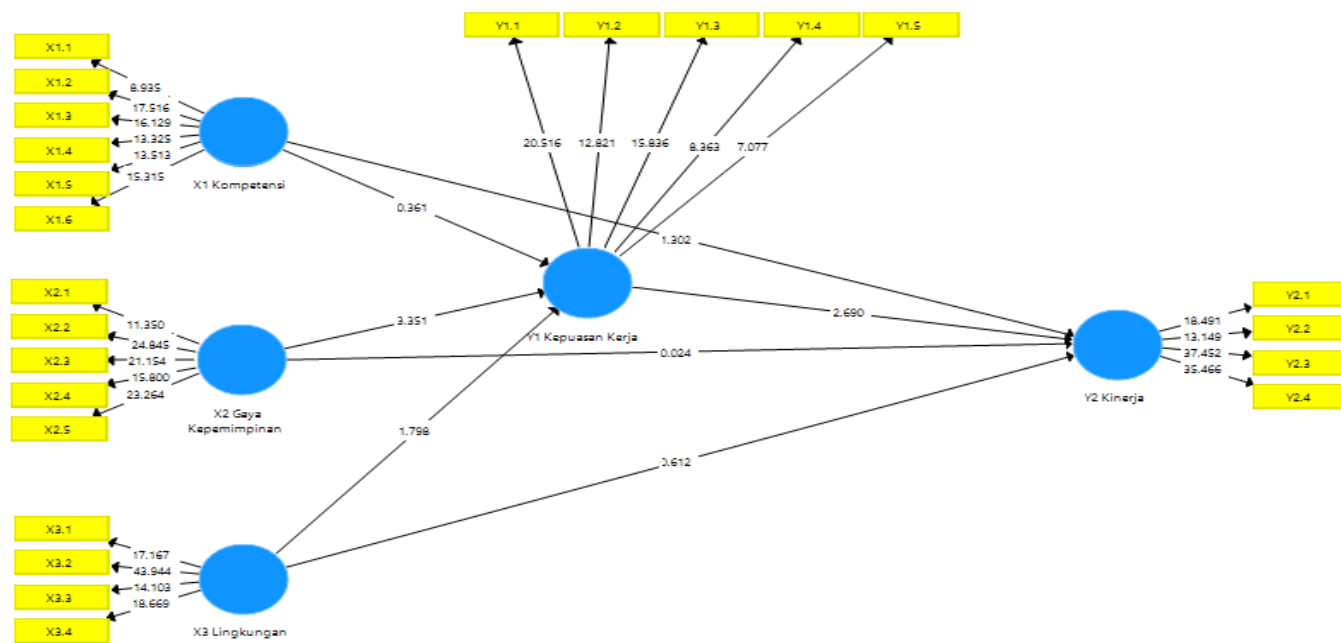 Y1.1 Y1.2 Y1.3 Y1.4 Y1.5
X1.1
X1.2
X1.3
X1.4
X1.5
X1.6
8.935
17.516
16.129
13.325
13.513
15.315
X1 Kompetensi
20.516 12.821 15.836 8.363 7.077
0.361
1.302
X2.1
X2.2
X2.3
X2.4
X2.5
11.350
24.845
21.154
15.800
23.264
X2 Gaya
Kepemimpinan
3.351
Y1 Kepuasan Kerja
2.690
0.024
1.798
0.612
Y2 Kinerja
18.491
13.149
37.452
35.466
Y2.1
Y2.2
Y2.3
Y2.4
X3.1
X3.2
X3.3
X3.4
17.167
43.944
14.103
18.669
X3 Lingkungan